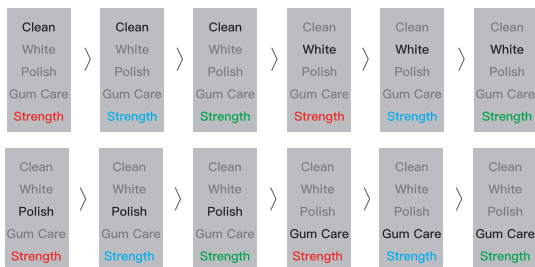 Clean Clean Clean Clean Clean Clean
White White White White White White
Polish Polish Polish Polish Polish Polish
Gum Care Gum Care Gum Care Gum Care Gum Care Gum Care
Strength Strength Strength Strength Strength Strength
Clean Clean Clean Clean Clean Clean
White White White White White White
Polish Polish Polish Polish Polish Polish
Gum Care Gum Care Gum Care Gum Care Gum Care Gum Care
Strength Strength Strength Strength Strength Strength